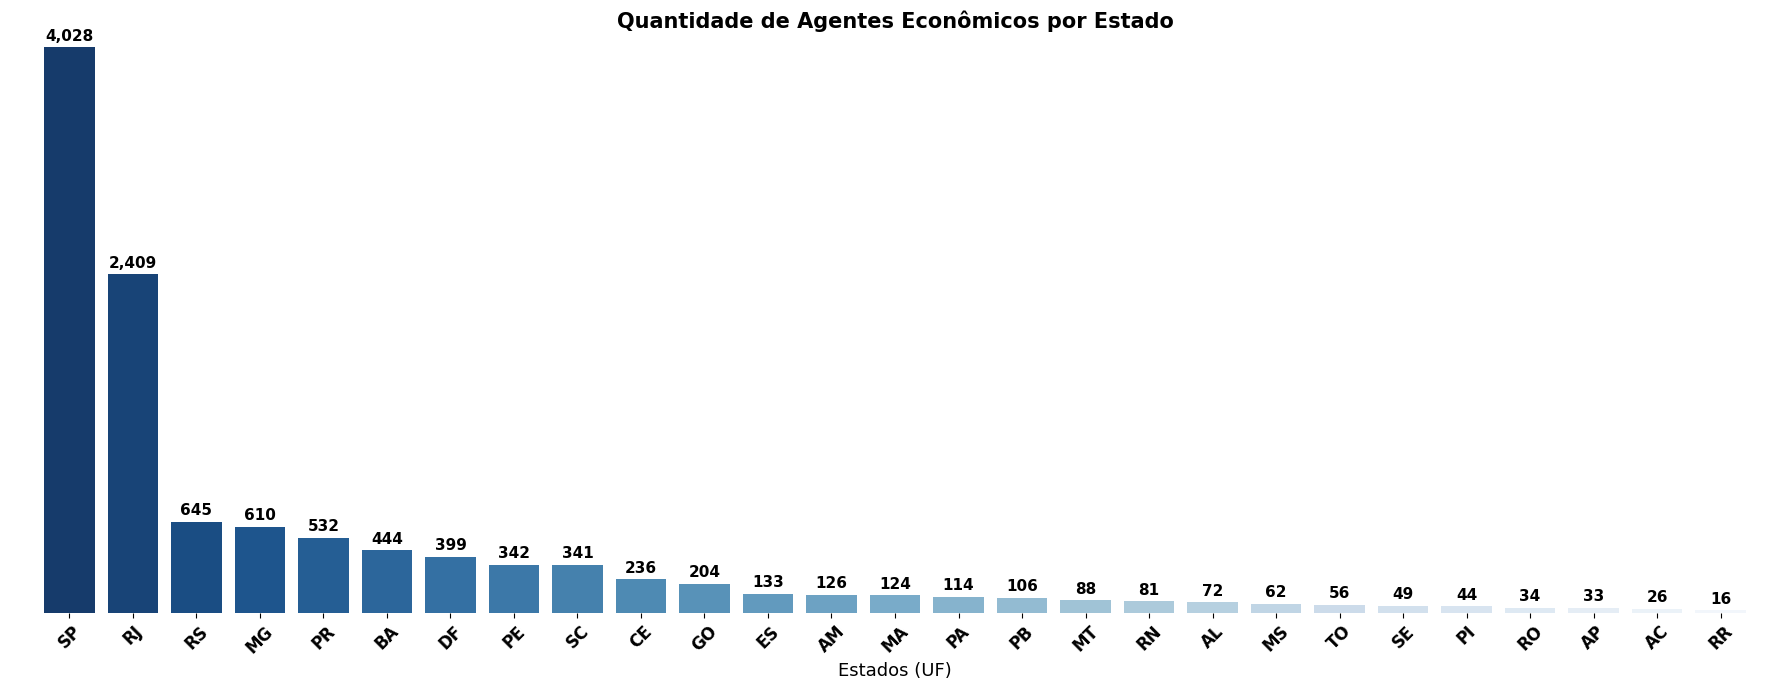 Quantidade de Agentes Econômicos por Estado
4,028
2,409
645
610
532
444
399
342
341
236
204
133
126
124
114
106
88
81
72
62
56
49
44
34
33
26
16
SP
RJ
RS
MG
PR
BA
DF
PE
SC
CE
GO
ES
AM
MA
PA
PB
MT
RN
AL
MS
TO
SE
PI
RO
AP
AC
RR
Estados (UF)